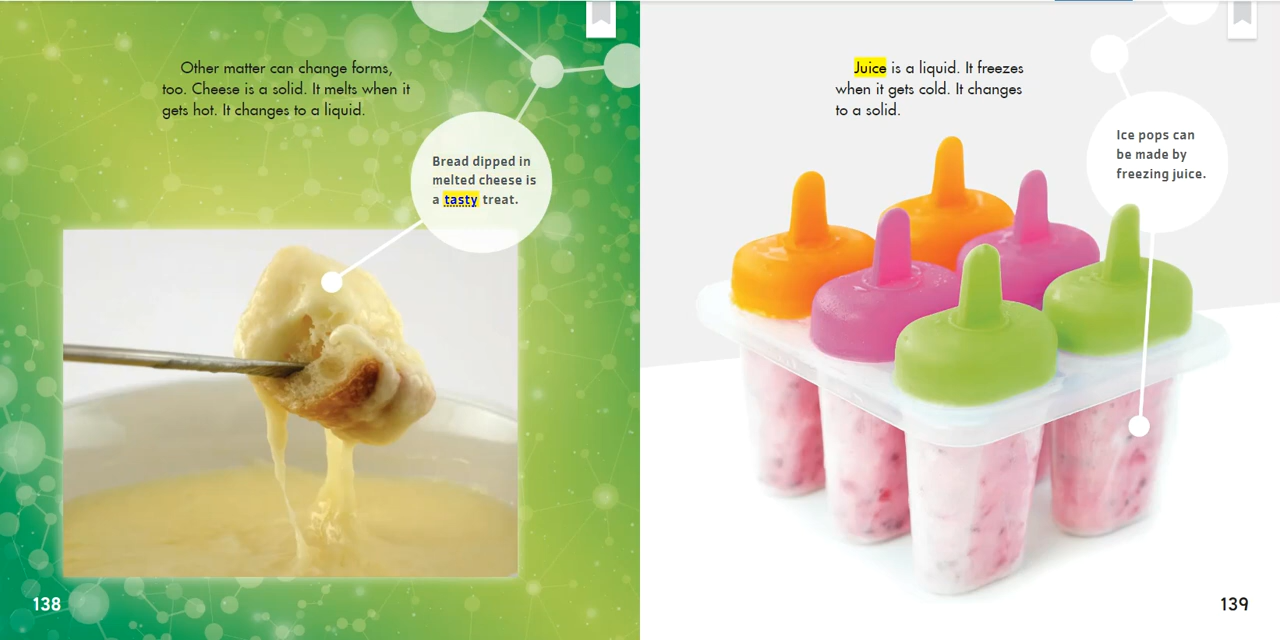 Other matter can change forms,
too. Cheese is a solid. It melts when it
gets hot. It changes to a liquid.
Bread dipped in
melted cheese is
a tasty treat.
138
Juice is a liquid. It freezes
when it gets cold. It changes
to a solid.
Ice pops can
be made by
freezing juice.
139